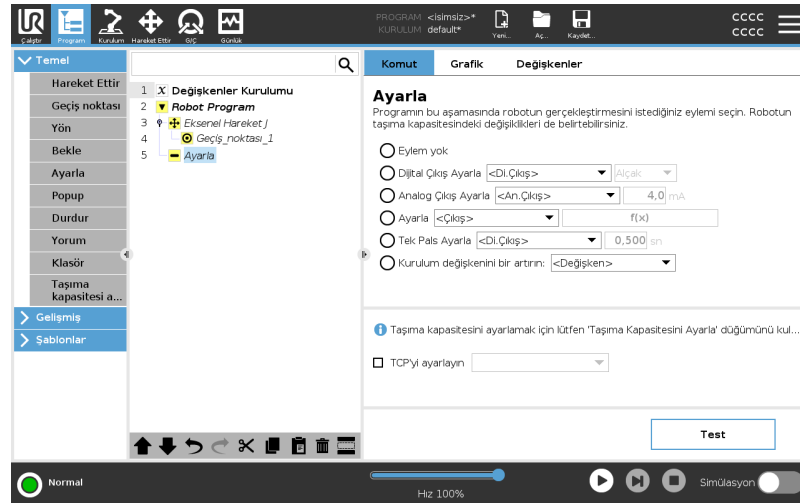 PROGRAM <isimsiz>*
KURULUM default*
cccc
cccc
Çalıştır
Program
Kurulum
Hareket Ettir
G/Ç
Günlük
Yeni...
Aç...
Kaydet...
Temel
Hareket Ettir
Geçiş noktası
Yön
Bekle
Ayarla
Popup
Durdur
Yorum
Klasör
Taşıma
kapasitesi a...
Gelişmiş
Şablonlar
1 X Değişkenler Kurulumu
2 Robot Program
3 Eksenel Hareket J
4 Geçiş_noktası_1
5 Ayarla
Komut
Grafik
Değişkenler
Ayarla
Programın bu aşamasında robotun gerçekleştirmesini istediğiniz eylemi seçin. Robotun
taşıma kapasitesindeki değişiklikleri de belirtebilirsiniz.
Eylem yok
Dijital Çıkış Ayarla <Di.Çıkış> Alçak
Analog Çıkış Ayarla <An.Çıkış> 4,0 mA
Ayarla <Çıkış> f(x)
Tek Pals Ayarla <Di.Çıkış> 0,500 sn
Kurulum değişkenini bir artırın: <Değişken>
Taşıma kapasitesini ayarlamak için lütfen 'Taşıma Kapasitesini Ayarla' düğümünü kul...
TCP'yi ayarlayın
Test
Normal
Hız 100%
Simülasyon